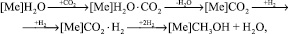 [Me]H₂O —+CO₂→ [Me]H₂O·CO₂ —-H₂O→ [Me]CO₂ —+H₂→
—+H₂→ [Me]CO₂·H₂ —+2H₂→ [Me]CH₃OH + H₂O,